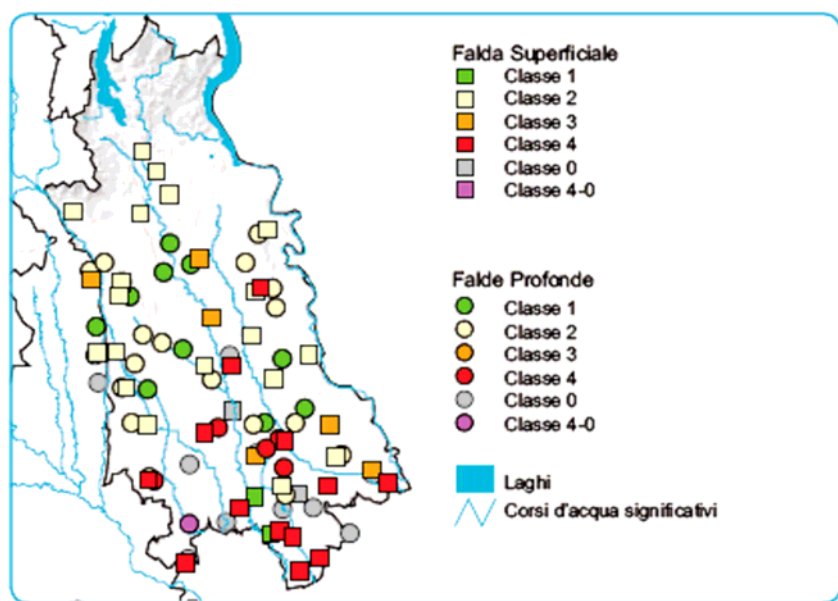 Falda Superficiale
Classe 1
Classe 2
Classe 3
Classe 4
Classe 0
Classe 4-0
Falde Profonde
Classe 1
Classe 2
Classe 3
Classe 4
Classe 0
Classe 4-0
Laghi
Corsi d'acqua significativi